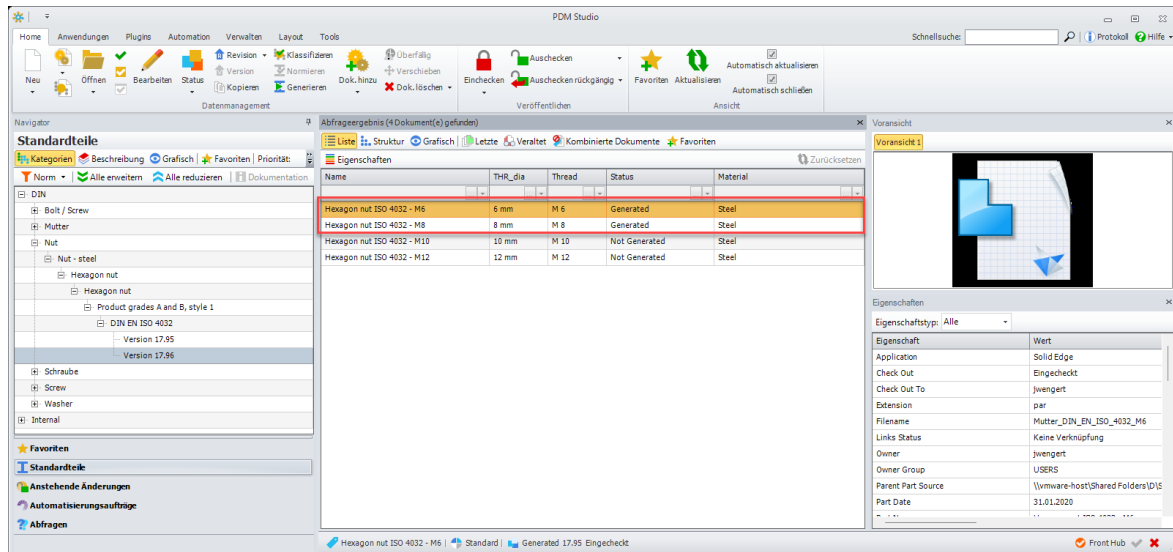 PDM Studio
Home Anwendungen Plugins Automation Verwalten Layout Tools Schnellsuche: Protokoll Hilfe
Neu Öffnen Bearbeiten Status Revision Klassifizieren Dok. hinzu Überfällig Einchecken Auschecken Favoriten Aktualisieren Automatisch aktualisieren
Version Normieren Verschieben Auschecken rückgängig
Kopieren Generieren Dok. löschen Automatisch schließen
Datenmanagement Veröffentlichen Ansicht
Navigator
Standardteile
Kategorien Beschreibung Grafisch Favoriten Priorität:
Norm Alle erweitern Alle reduzieren Dokumentation
DIN
Bolt / Screw
Mutter
Nut
Nut - steel
Hexagon nut
Hexagon nut
Product grades A and B, style 1
DIN EN ISO 4032
Version 17.95
Version 17.96
Schraube
Screw
Washer
Internal
Favoriten
Standardteile
Anstehende Änderungen
Automatisierungsaufträge
Abfragen
Abfrageergebnis (4 Dokument(e) gefunden)
Liste Struktur Grafisch Letzte Veraltet Kombinierte Dokumente Favoriten
Eigenschaften Zurücksetzen
Name THR_dia Thread Status Material
Hexagon nut ISO 4032 - M6 6 mm M 6 Generated Steel
Hexagon nut ISO 4032 - M8 8 mm M 8 Generated Steel
Hexagon nut ISO 4032 - M10 10 mm M 10 Not Generated Steel
Hexagon nut ISO 4032 - M12 12 mm M 12 Not Generated Steel
Voransicht
Voransicht 1
Eigenschaften
Eigenschaftstyp: Alle
Eigenschaft Wert
Application Solid Edge
Check Out Eingecheckt
Check Out To jwengert
Extension par
Filename Mutter_DIN_EN_ISO_4032_M6
Links Status Keine Verknüpfung
Owner jwengert
Owner Group USERS
Parent Part Source \\vmware-host\Shared Folders\D\S
Part Date 31.01.2020
Hexagon nut ISO 4032 - M6 | Standard | Generated 17.95 Eingecheckt
Front Hub